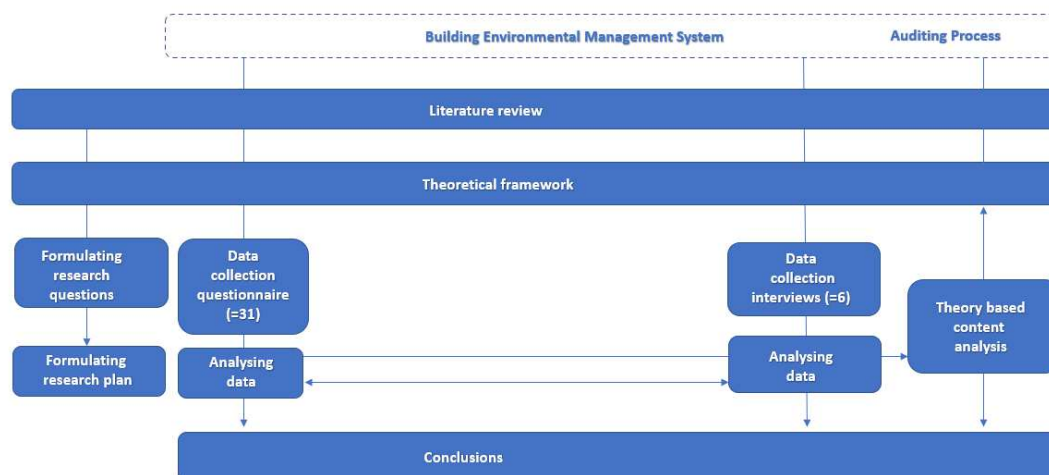 Building Environmental Management System
Auditing Process
Literature review
Theoretical framework
Formulating
research
questions
Data
collection
questionnaire
(=31)
Data
collection
interviews (=6)
Theory based
content
analysis
Formulating
research plan
Analysing
data
Analysing
data
Conclusions